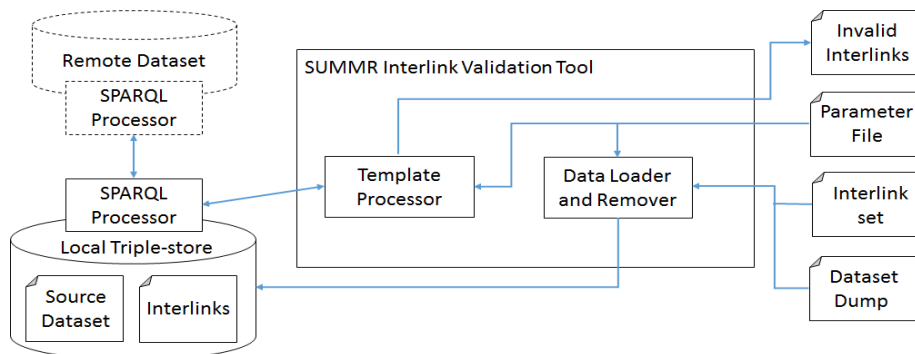 Remote Dataset
SPARQL
Processor
SPARQL
Processor
Local Triple-store
Source
Dataset
Interlinks
SUMMR Interlink Validation Tool
Template
Processor
Data Loader
and Remover
Invalid
Interlinks
Parameter
File
Interlink
set
Dataset
Dump